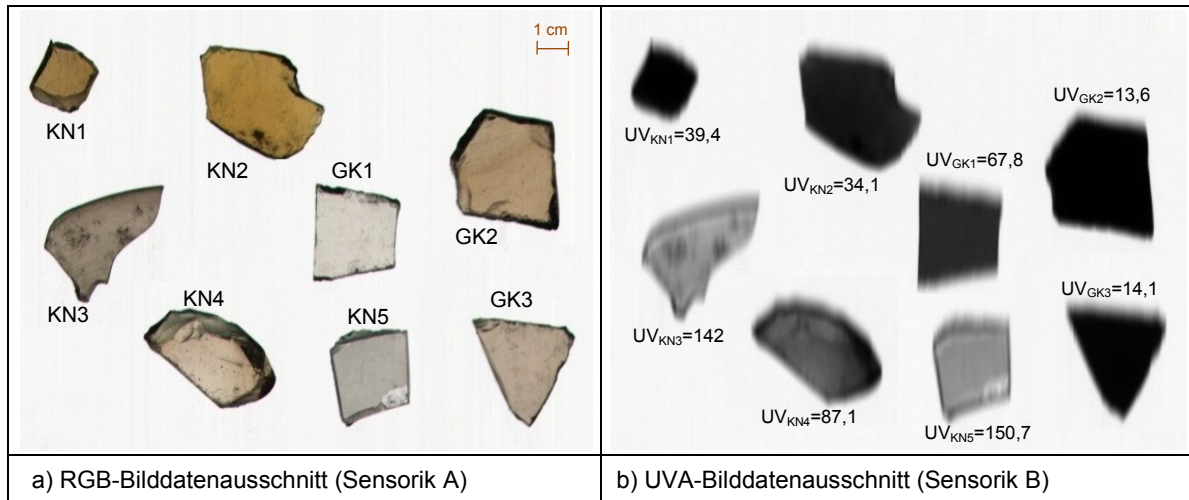 1 cm
KN1
KN2
GK1
GK2
KN3
KN4
KN5
GK3
a) RGB-Bilddatenausschnitt (Sensorik A)
UV_GK2=13,6
UV_KN1=39,4
UV_GK1=67,8
UV_KN2=34,1
UV_GK3=14,1
UV_KN3=142
UV_KN4=87,1
UV_KN5=150,7
b) UVA-Bilddatenausschnitt (Sensorik B)